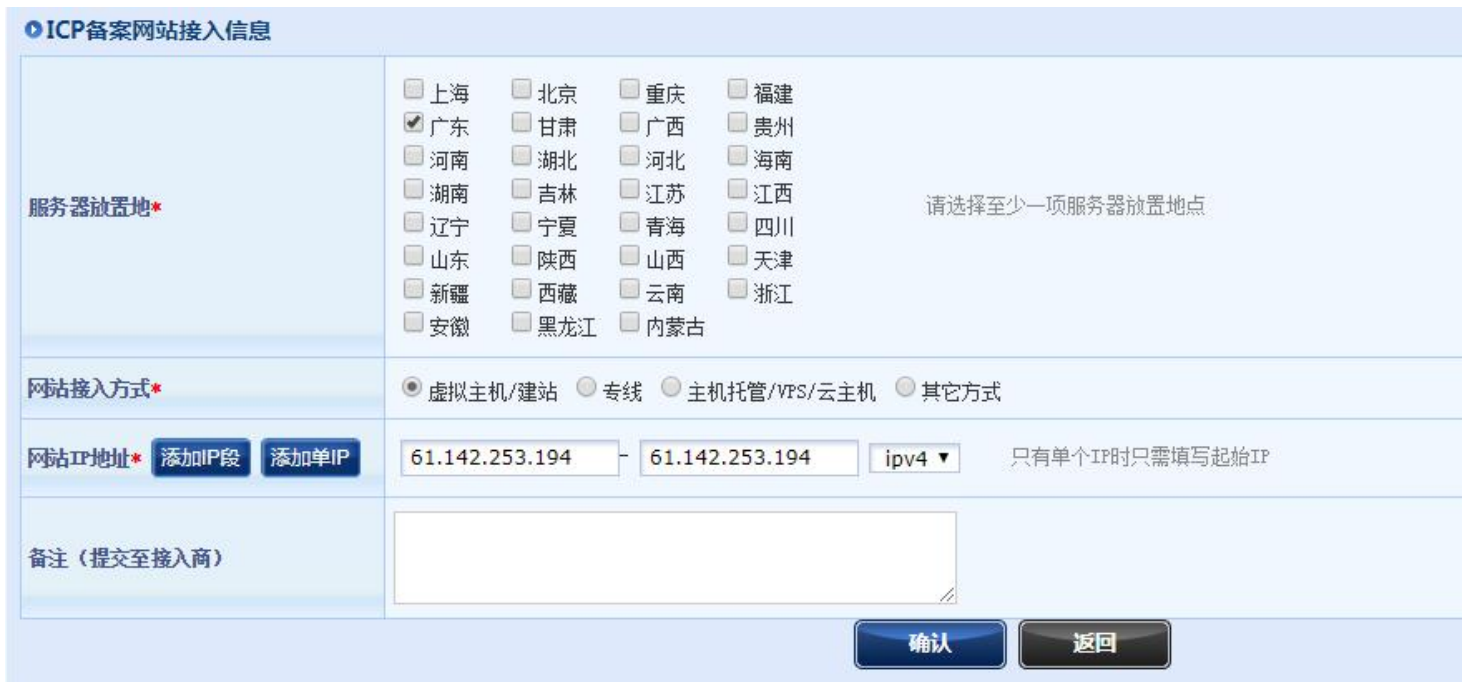 ICP备案网站接入信息
上海 北京 重庆 福建
广东 甘肃 广西 贵州
河南 湖北 河北 海南
湖南 吉林 江苏 江西
服务器放置地* 请选择至少一项服务器放置地点
辽宁 宁夏 青海 四川
山东 陕西 山西 天津
新疆 西藏 云南 浙江
安徽 黑龙江 内蒙古
网站接入方式* 虚拟主机/建站 专线 主机托管/VPS/云主机 其它方式
网站IP地址* 添加IP段 添加单IP 61.142.253.194 - 61.142.253.194 ipv4 只有单个IP时只需填写起始IP
备注（提交至接入商）
确认 返回